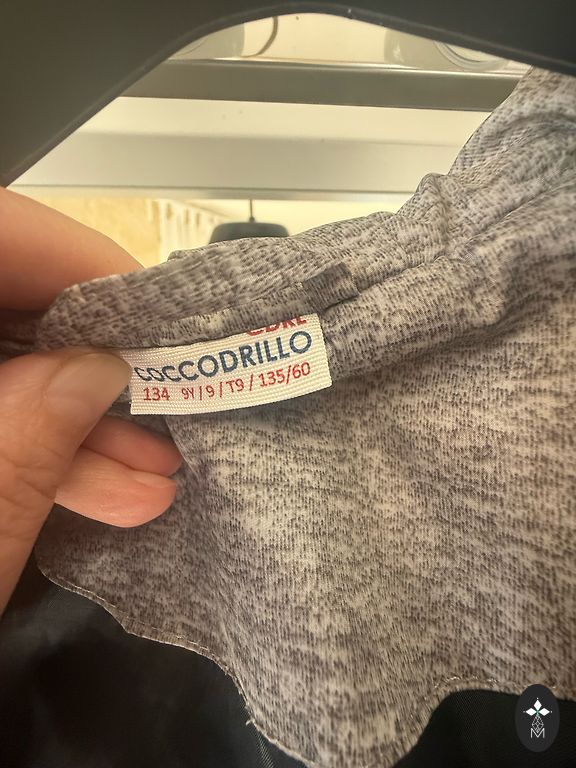 COCCODRILLO
134 9Y / 9 / T9 / 135/60
M